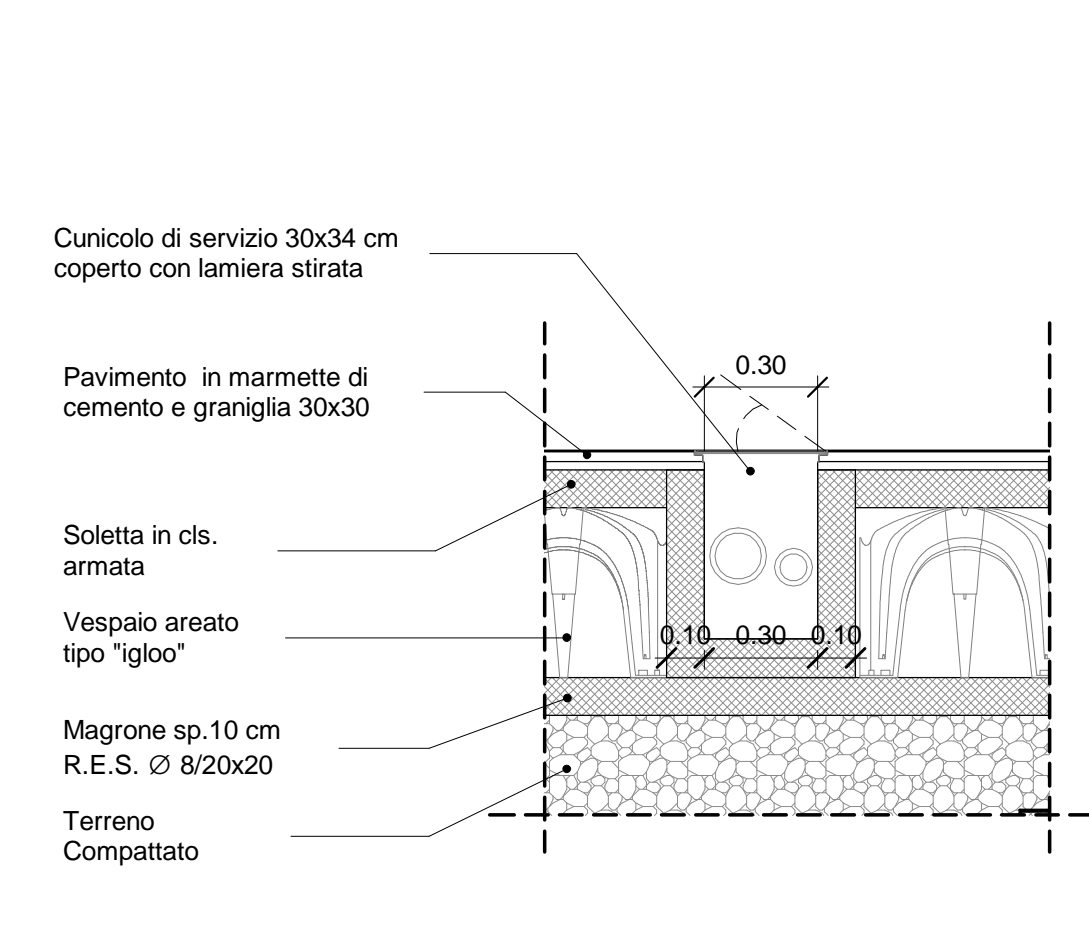 Cunicolo di servizio 30x34 cm
coperto con lamiera stirata
Pavimento  in marmette di
cemento e graniglia 30x30
0.30
Soletta in cls.
armata
Vespaio areato
tipo "igloo"
0.10 0.30 0.10
Magrone sp.10 cm
R.E.S. ∅ 8/20x20
Terreno
Compattato